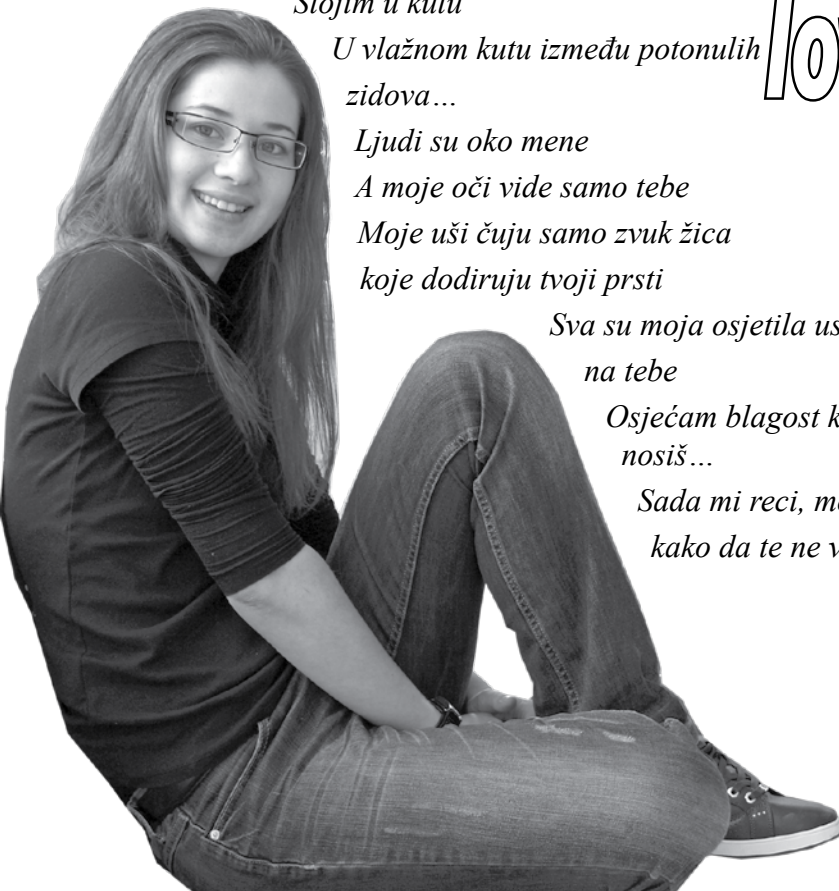 Stojim u kutu
U vlažnom kutu između potonulih
zidova…
Ljudi su oko mene
A moje oči vide samo tebe
Moje uši čuju samo zvuk žica
koje dodiruju tvoji prsti
Sva su moja osjetila
na tebe
Osjećam blagost
nosiš…
Sada mi reci,
kako da te ne